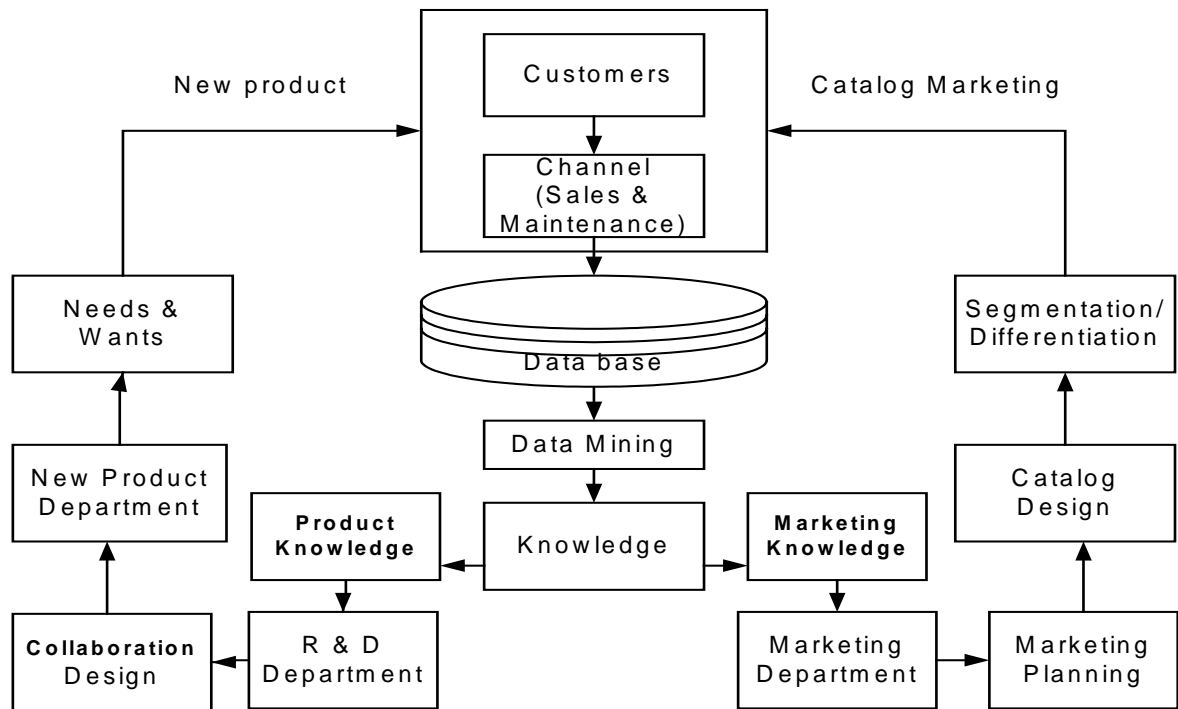 Customers
New product
Catalog Marketing
Channel
(Sales &
Maintenance)
Needs &
Wants
Segmentation/
Differentiation
Data base
Data Mining
New Product
Department
Catalog
Design
Product
Knowledge
Knowledge
Marketing
Knowledge
Collaboration
Design
R & D
Department
Marketing
Department
Marketing
Planning